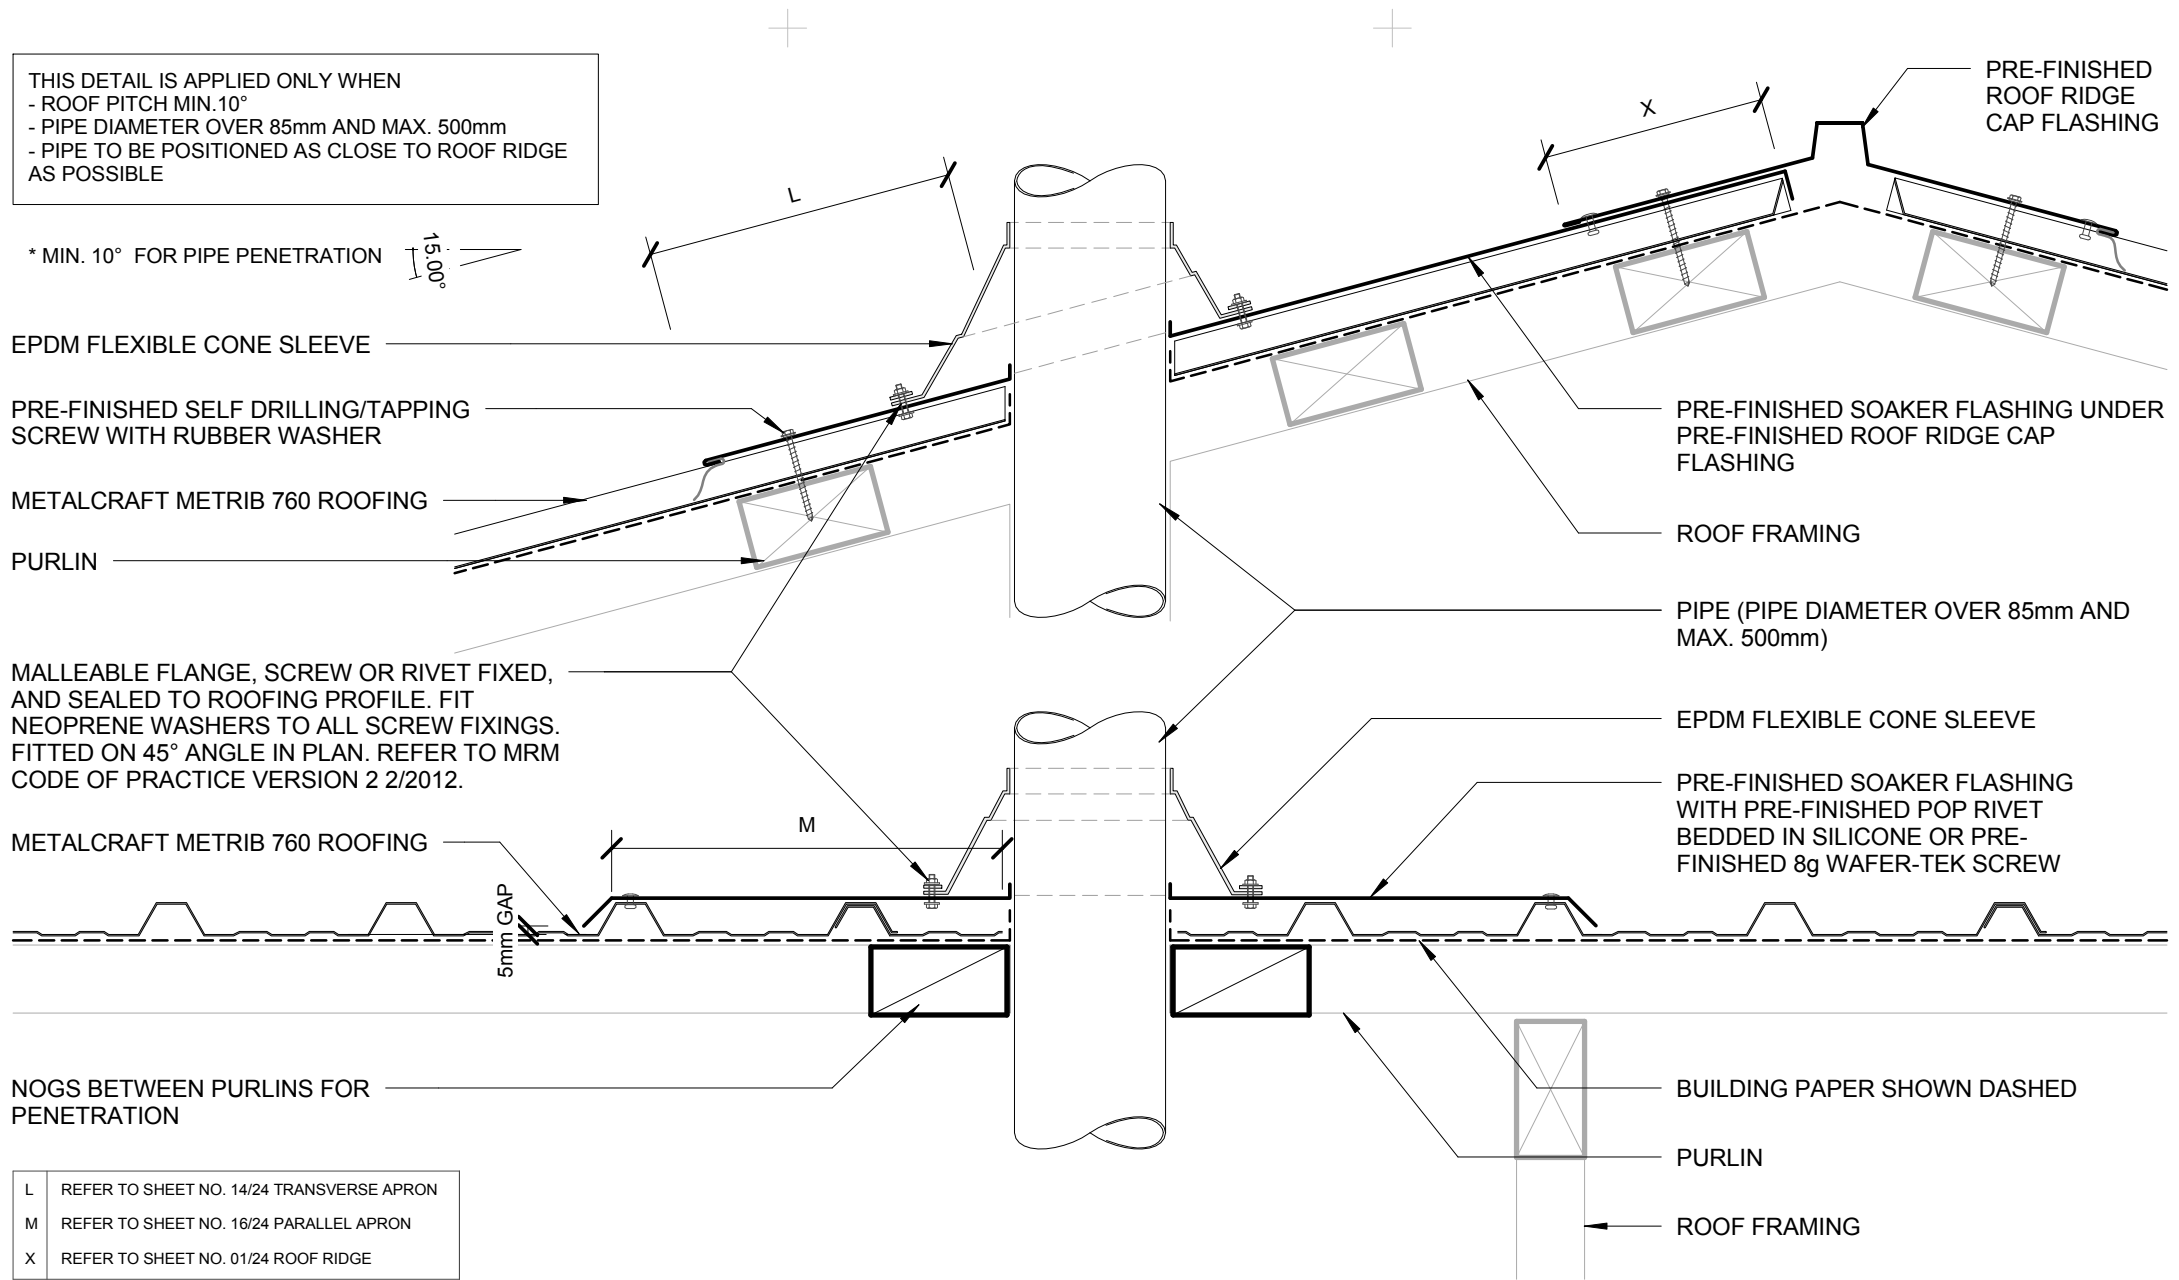 THIS DETAIL IS APPLIED ONLY WHEN
- ROOF PITCH MIN.10°
- PIPE DIAMETER OVER 85mm AND MAX. 500mm
- PIPE TO BE POSITIONED AS CLOSE TO ROOF RIDGE
AS POSSIBLE
* MIN. 10° FOR PIPE PENETRATION
15.00°
L
X
PRE-FINISHED
ROOF RIDGE
CAP FLASHING
EPDM FLEXIBLE CONE SLEEVE
PRE-FINISHED SELF DRILLING/TAPPING
SCREW WITH RUBBER WASHER
METALCRAFT METRIB 760 ROOFING
PURLIN
PRE-FINISHED SOAKER FLASHING UNDER
PRE-FINISHED ROOF RIDGE CAP
FLASHING
ROOF FRAMING
PIPE (PIPE DIAMETER OVER 85mm AND
MAX. 500mm)
MALLEABLE FLANGE, SCREW OR RIVET FIXED,
AND SEALED TO ROOFING PROFILE. FIT
NEOPRENE WASHERS TO ALL SCREW FIXINGS.
FITTED ON 45° ANGLE IN PLAN. REFER TO MRM
CODE OF PRACTICE VERSION 2 2/2012.
METALCRAFT METRIB 760 ROOFING
M
5mm GAP
EPDM FLEXIBLE CONE SLEEVE
PRE-FINISHED SOAKER FLASHING
WITH PRE-FINISHED POP RIVET
BEDDED IN SILICONE OR PRE-
FINISHED 8g WAFER-TEK SCREW
NOGS BETWEEN PURLINS FOR
PENETRATION
BUILDING PAPER SHOWN DASHED
PURLIN
ROOF FRAMING
L REFER TO SHEET NO. 14/24 TRANSVERSE APRON
M REFER TO SHEET NO. 16/24 PARALLEL APRON
X REFER TO SHEET NO. 01/24 ROOF RIDGE